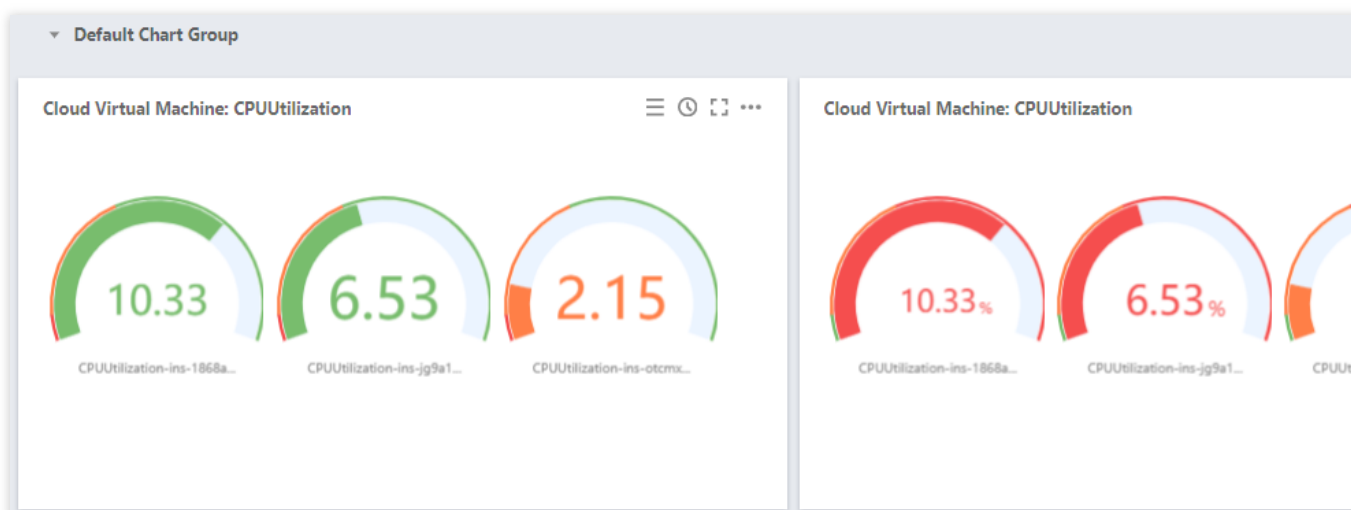 Default Chart Group
Cloud Virtual Machine: CPUUtilization
10.33
6.53
2.15
CPUUtilization-ins-1868a...
CPUUtilization-ins-jg9a1...
CPUUtilization-ins-otcmx...
Cloud Virtual Machine: CPUUtilization
10.33%
6.53%
CPUUtilization-ins-1868a...
CPUUtilization-ins-jg9a1...
CPUUt